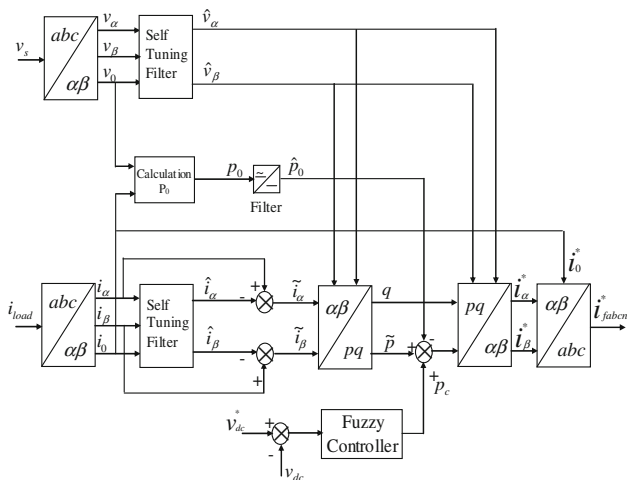 v_s
abc
αβ
v_α
v_β
v_0
Self
Tuning
Filter
v̂_α
v̂_β
Calculation
P_0
p_0
~
−
p̂_0
Filter
i_load
abc
αβ
i_α
i_β
i_0
Self
Tuning
Filter
î_α
î_β
+
-
-
+
ĩ_α
ĩ_β
αβ
pq
q
p̃
+
-
+
p_c
pq
αβ
i*_α
i*_β
i*_0
αβ
abc
i*_fabcn
v*_dc
+
-
v_dc
Fuzzy
Controller